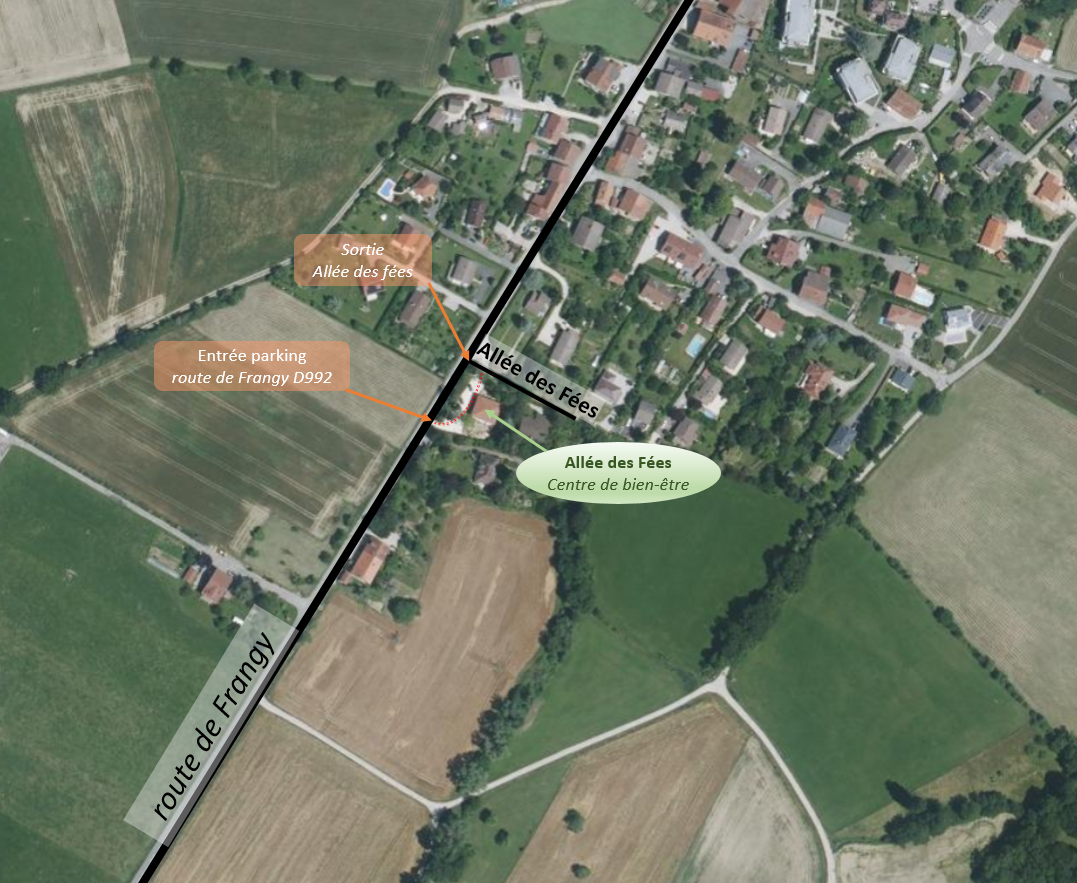 Sortie
Allée des fées
Entrée parking
route de Frangy D992
Allée des Fées
Allée des Fées
Centre de bien-être
route de Frangy